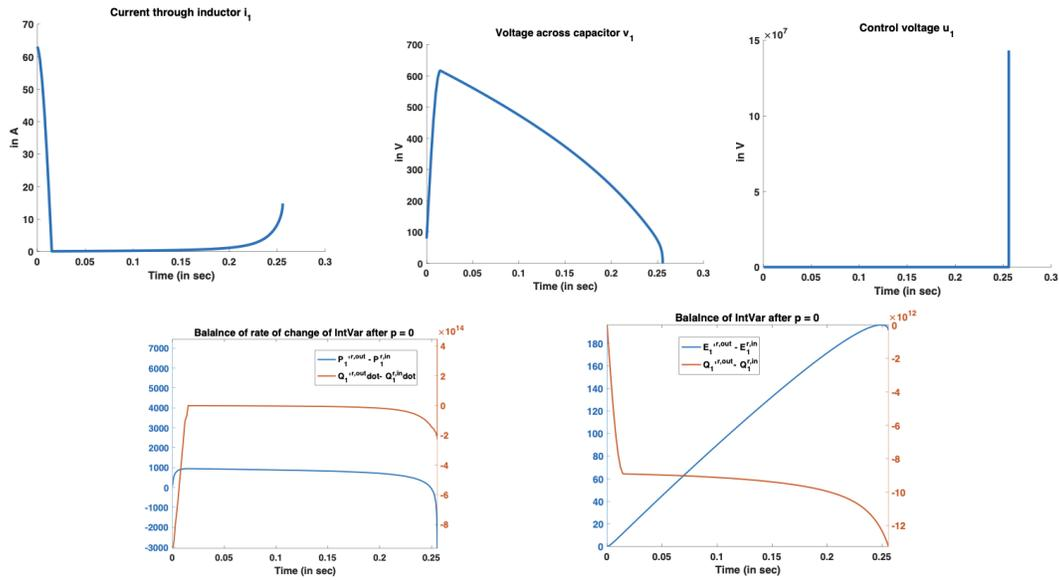 Current through inductor i1
70
60
50
40
30
20
10
0
in A
0 0.05 0.1 0.15 0.2 0.25 0.3
Time (in sec)
Voltage across capacitor v1
700
600
500
400
300
200
100
0
in V
0 0.05 0.1 0.15 0.2 0.25 0.3
Time (in sec)
Control voltage u1
×10^7
15
10
5
0
in V
0 0.05 0.1 0.15 0.2 0.25 0.3
Time (in sec)
Balalnce of rate of change of IntVar after p = 0
×10^14
7000
6000
5000
4000
3000
2000
1000
0
-1000
-2000
-3000
4
2
0
-2
-4
-6
-8
P1'r,out - P1r,in
Q1'r,outdot- Q1r,indot
0 0.05 0.1 0.15 0.2 0.25
Time (in sec)
Balalnce of IntVar after p = 0
×10^12
180
160
140
120
100
80
60
40
20
0
0
-2
-4
-6
-8
-10
-12
E1'r,out - E1r,in
Q1'r,out- Q1r,in
0 0.05 0.1 0.15 0.2 0.25
Time (in sec)